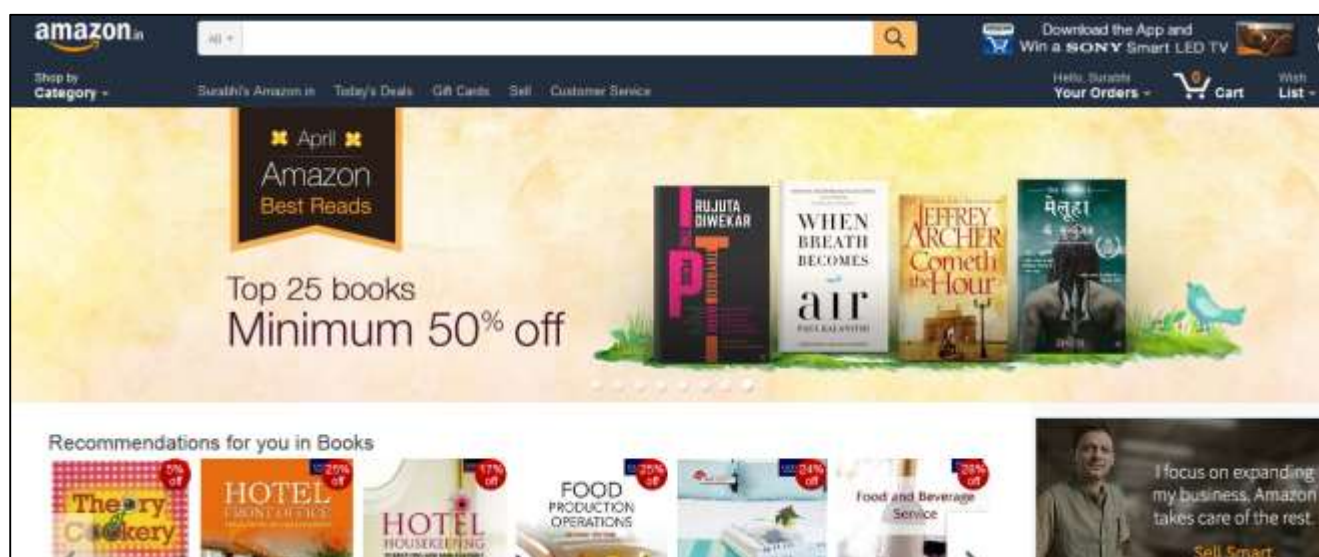 amazon.in
All
Download the App and
Win a SONY Smart LED TV
Shop by
Category
Surabhi's Amazon.in Today's Deals Gift Cards Sell Customer Service
Hello, Surabhi
Your Orders
0
Cart
Wish
List
April
Amazon
Best Reads
Top 25 books
Minimum 50% off
RUJUTA
DIWEKAR
WHEN
BREATH
BECOMES
air
PAUL KALANITHI
JEFFREY
ARCHER
Cometh
the Hour
मेलूहा
Recommendations for you in Books
5%
off
Theory
Cookery
25%
off
HOTEL
FRONT OFFICE
17%
off
HOTEL
HOUSEKEEPING
25%
off
FOOD
PRODUCTION
OPERATIONS
24%
off
26%
off
Food and Beverage
Service
I focus on expanding
my business, Amazon
takes care of the rest.
Sell Smart